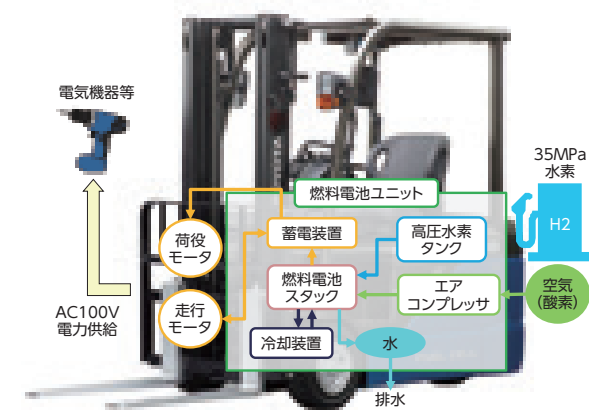 電気機器等
35MPa
水素
燃料電池ユニット
H2
荷役
モータ
蓄電装置
高圧水素
タンク
燃料電池
スタック
エア
コンプレッサ
空気
(酸素)
AC100V
電力供給
走行
モータ
冷却装置
水
排水